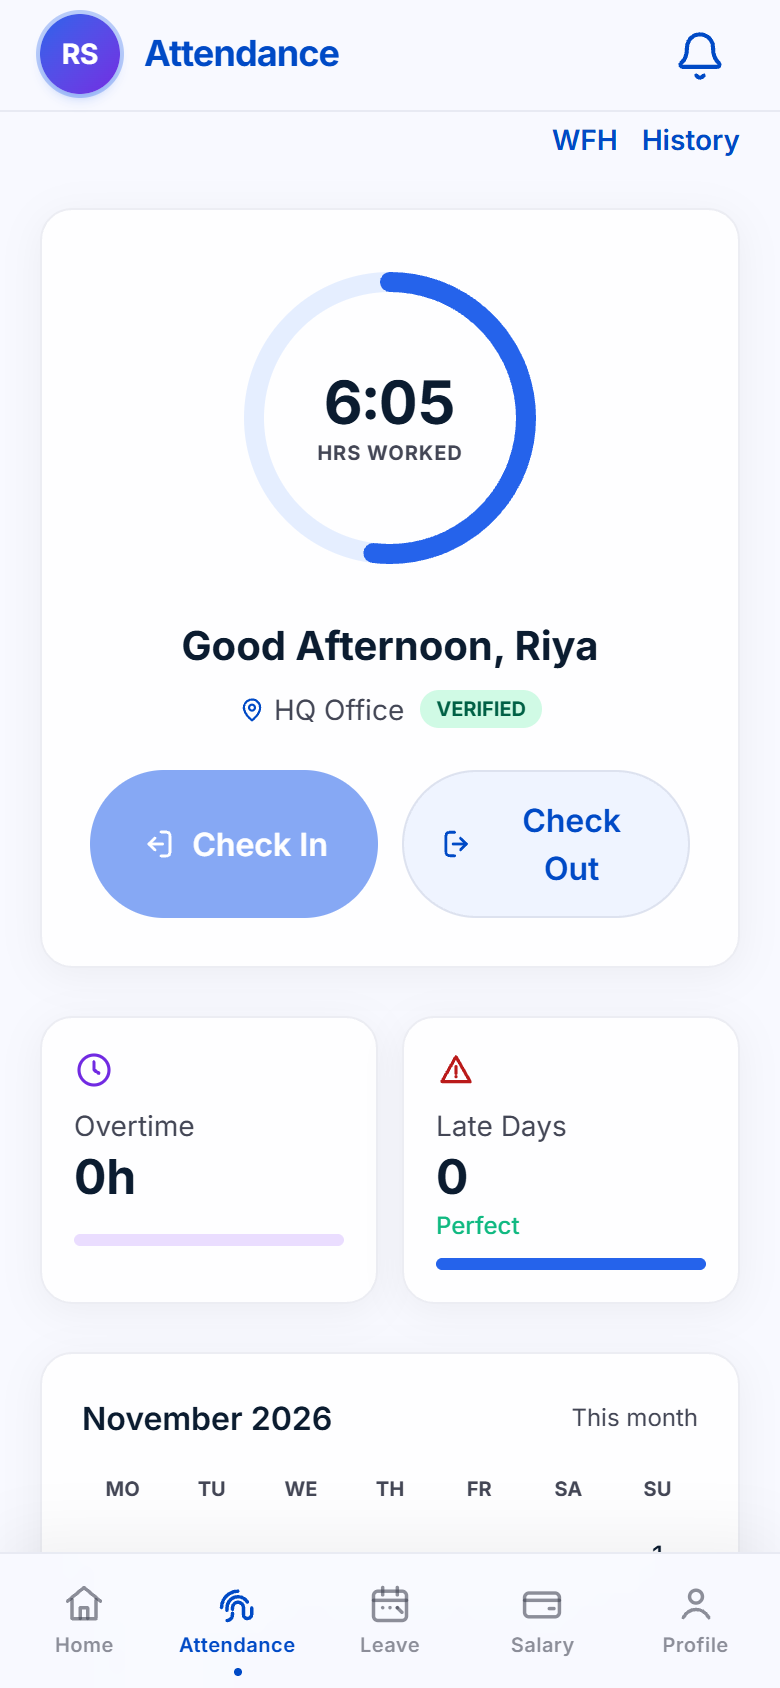 RS Attendance
WFH History
6:05
HRS WORKED
Good Afternoon, Riya
HQ Office VERIFIED
Check In
Check
Out
Overtime
0h
Late Days
0
Perfect
November 2026 This month
MO TU WE TH FR SA SU
1
Home Attendance Leave Salary Profile